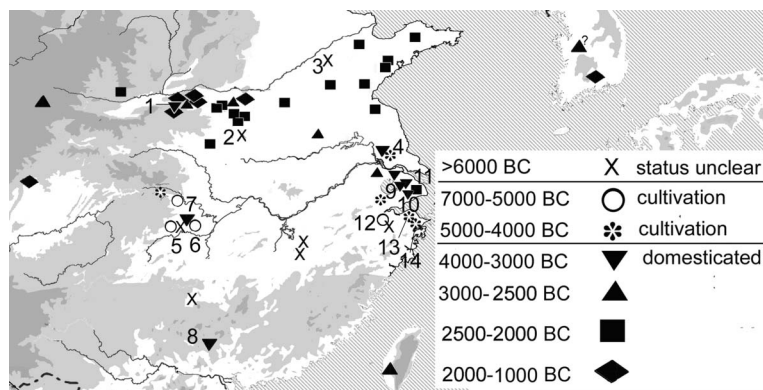 ?
3
1
2
4
11
9
10
7
12
5
6
13
14
8
>6000 BC X status unclear
7000-5000 BC cultivation
5000-4000 BC cultivation
4000-3000 BC domesticated
3000-2500 BC
2500-2000 BC
2000-1000 BC